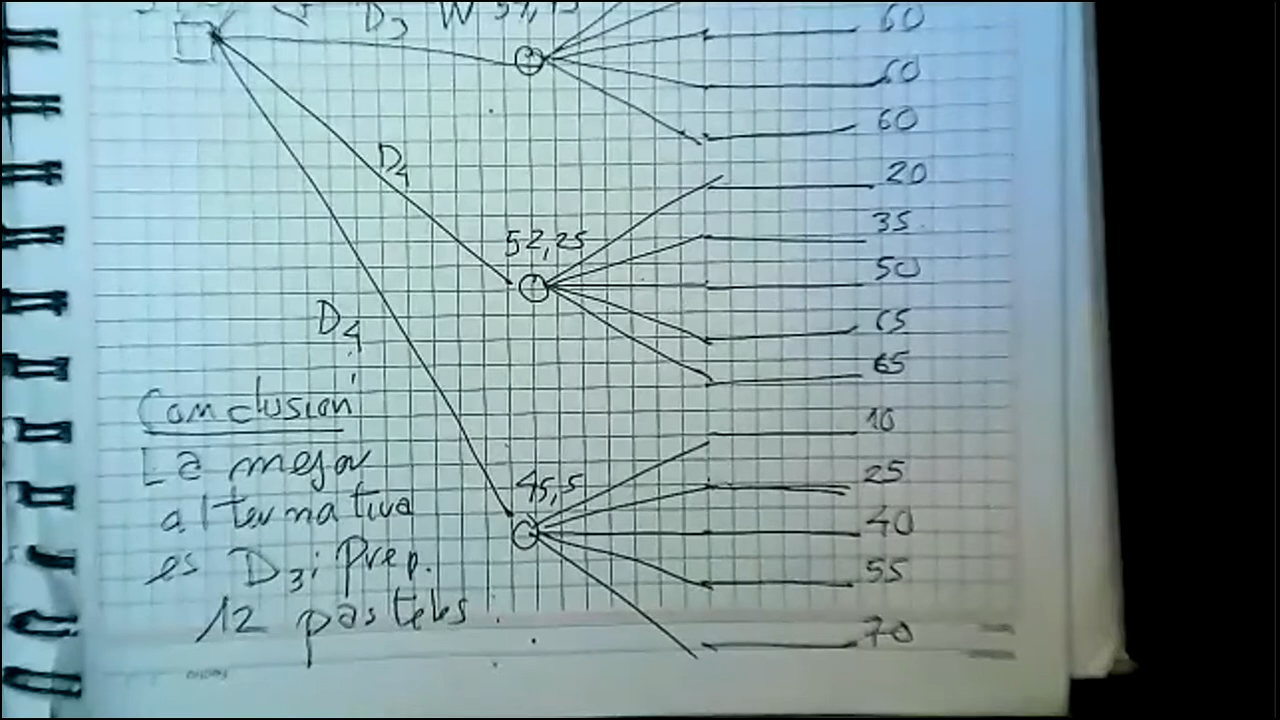 D3
60
60
60
D4
20
35
52,25
50
65
65
D4
10
Conclusión
25
La mejor
45,5
40
alternativa
55
es D3; Prep.
12 pasteles.
70